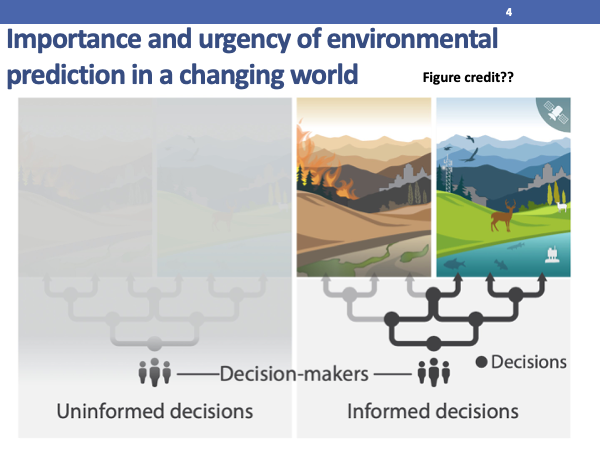 4
Importance and urgency of environmental
prediction in a changing world
Figure credit??
Decisions
Decision-makers
Uninformed decisions
Informed decisions